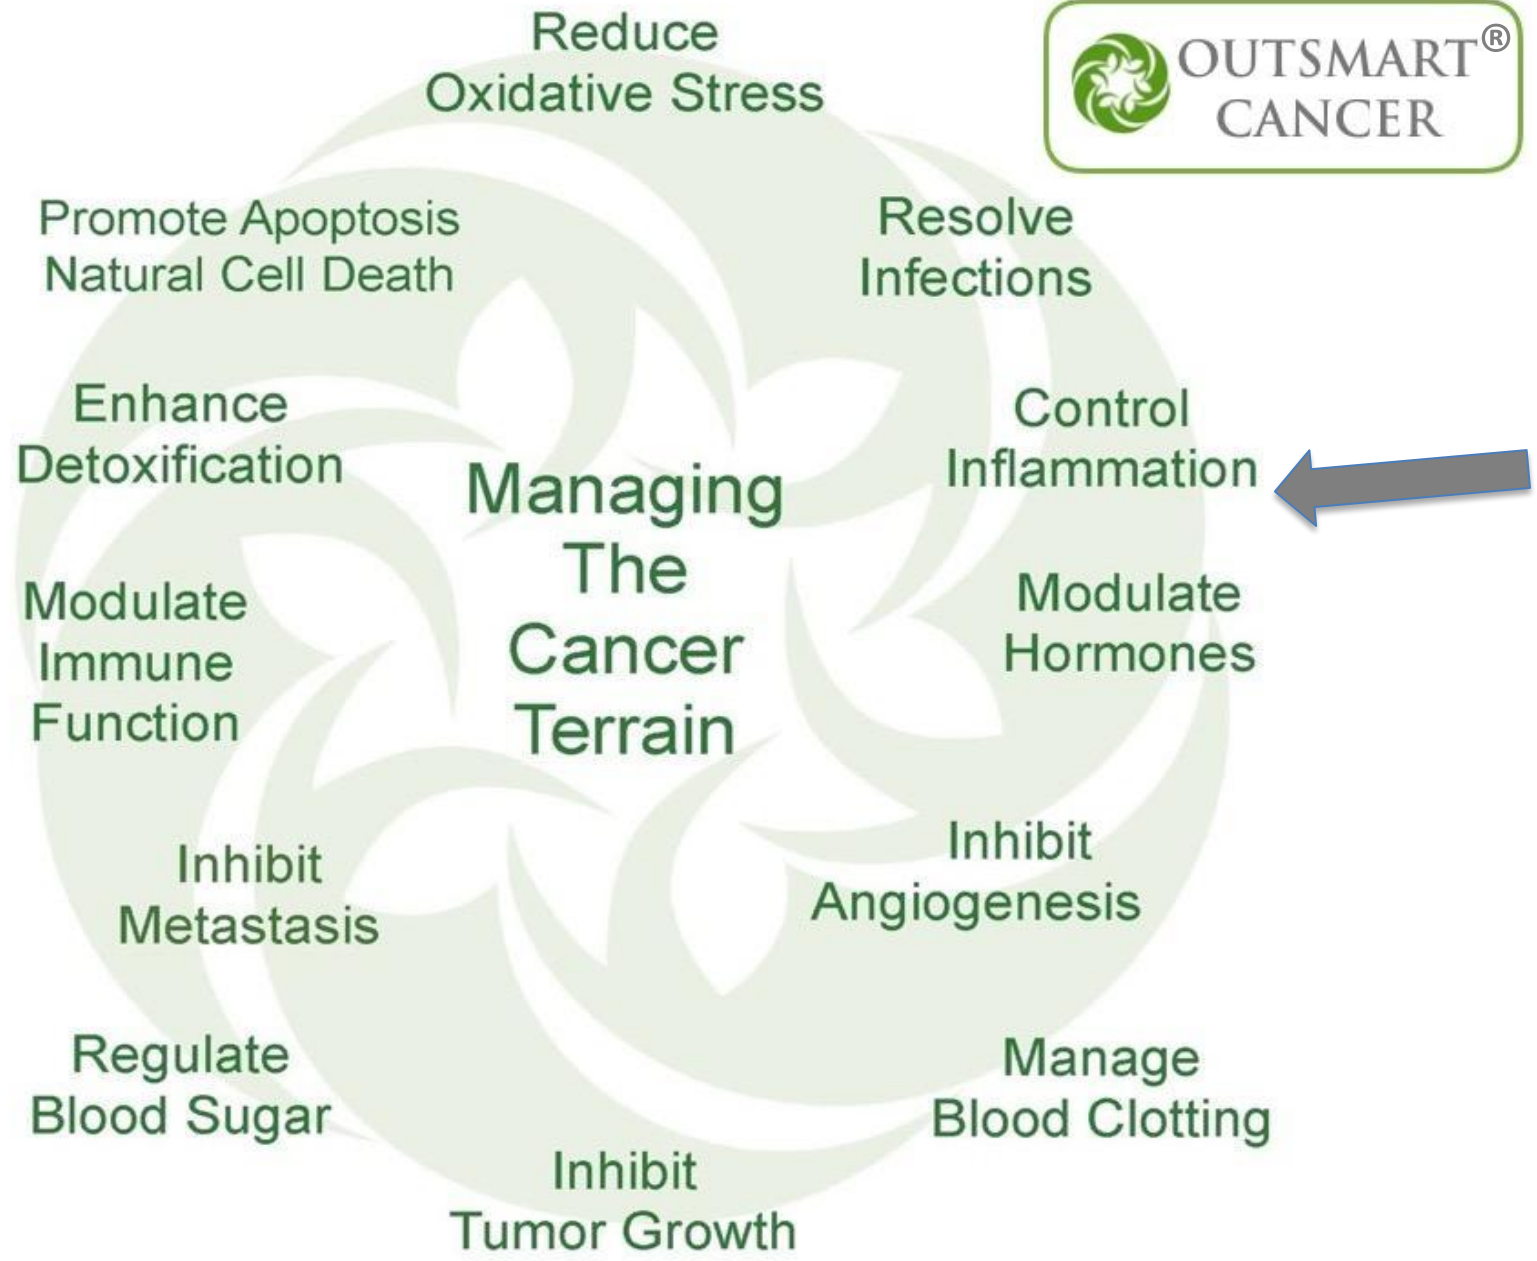 Reduce
Oxidative Stress
OUTSMART®
CANCER
Promote Apoptosis
Natural Cell Death
Resolve
Infections
Enhance
Detoxification
Control
Inflammation
Managing
The
Cancer
Terrain
Modulate
Immune
Function
Modulate
Hormones
Inhibit
Metastasis
Inhibit
Angiogenesis
Regulate
Blood Sugar
Manage
Blood Clotting
Inhibit
Tumor Growth